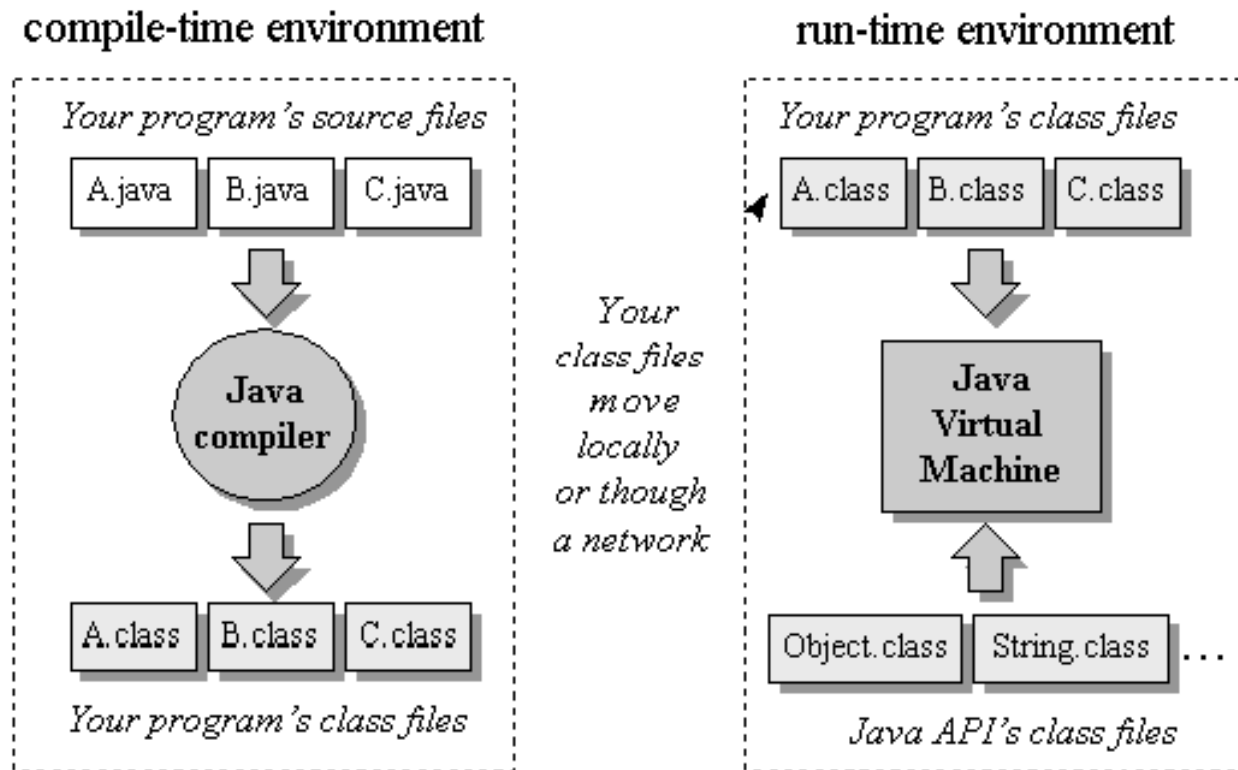 compile-time environment
Your program's source files
A.java B.java C.java
Java
compiler
A.class B.class C.class
Your program's class files
Your
class files
move
locally
or though
a network
run-time environment
Your program's class files
A.class B.class C.class
Java
Virtual
Machine
Object.class String.class ...
Java API's class files